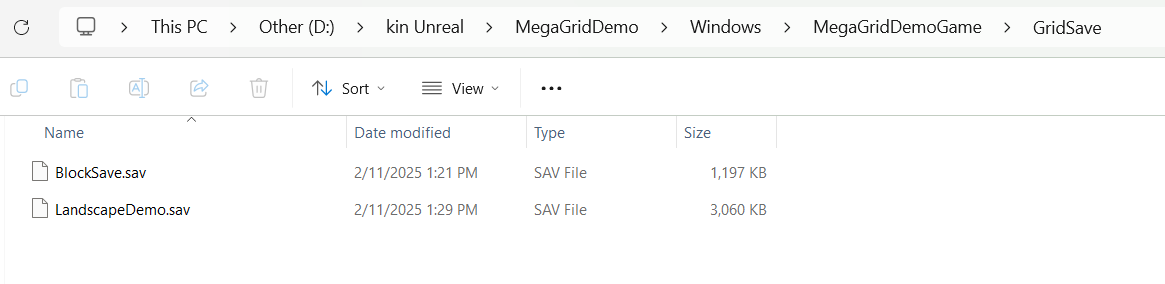 This PC > Other (D:) > kin Unreal > MegaGridDemo > Windows > MegaGridDemoGame > GridSave
Sort View
Name Date modified Type Size
BlockSave.sav 2/11/2025 1:21 PM SAV File 1,197 KB
LandscapeDemo.sav 2/11/2025 1:29 PM SAV File 3,060 KB